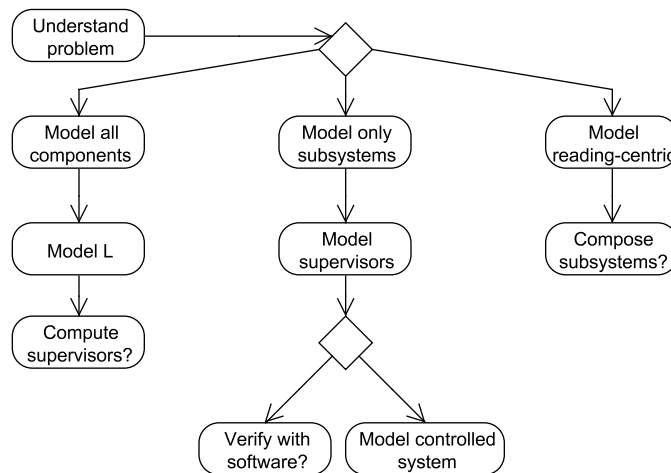 Understand
problem
Model all
components
Model only
subsystems
Model
reading-centric
Model L
Model
supervisors
Compose
subsystems?
Compute
supervisors?
Verify with
software?
Model controlled
system